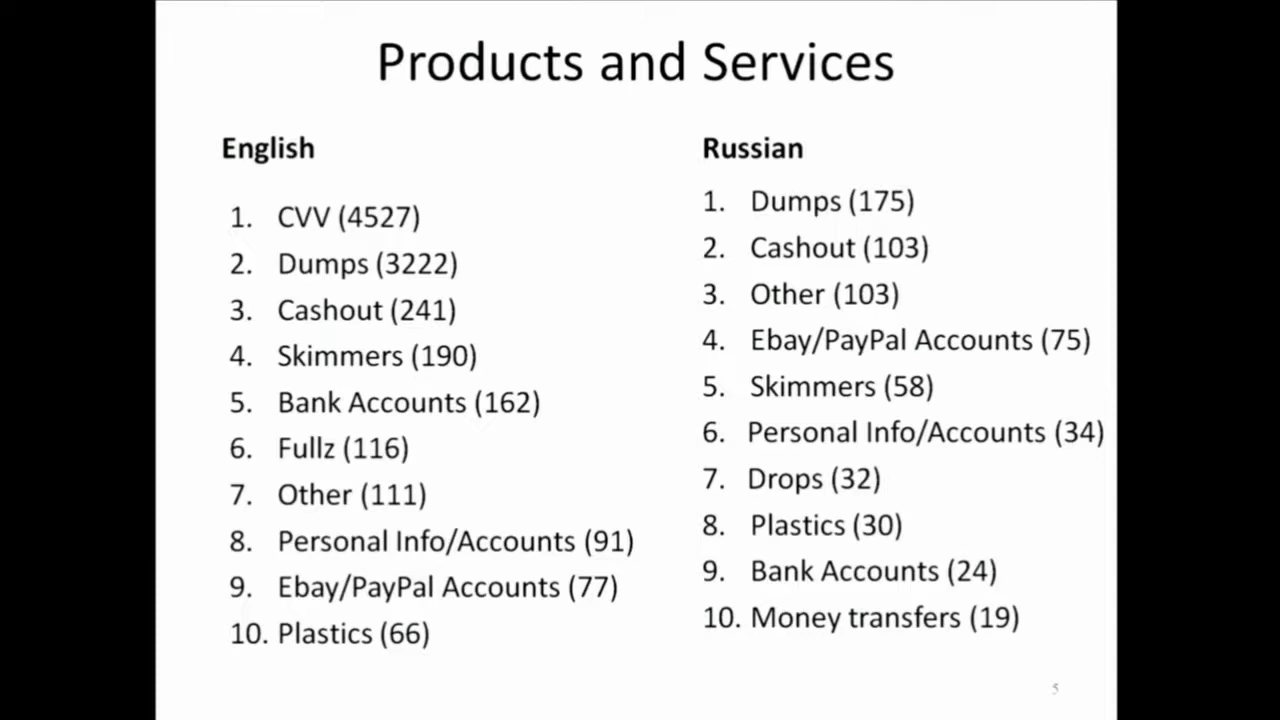 Products and Services
English
1. CVV (4527)
2. Dumps (3222)
3. Cashout (241)
4. Skimmers (190)
5. Bank Accounts (162)
6. Fullz (116)
7. Other (111)
8. Personal Info/Accounts (91)
9. Ebay/PayPal Accounts (77)
10. Plastics (66)
Russian
1. Dumps (175)
2. Cashout (103)
3. Other (103)
4. Ebay/PayPal Accounts (75)
5. Skimmers (58)
6. Personal Info/Accounts (34)
7. Drops (32)
8. Plastics (30)
9. Bank Accounts (24)
10. Money transfers (19)
5